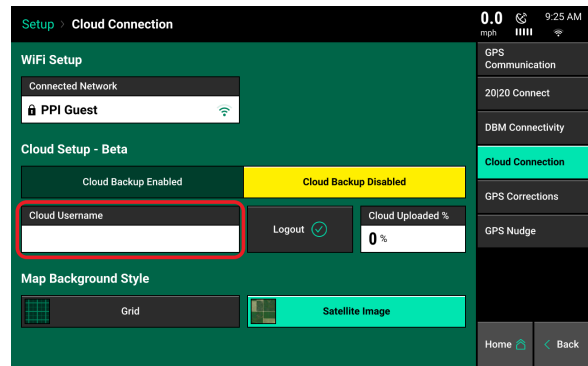 Setup > Cloud Connection
0.0
mph
9:25 AM
WiFi Setup
Connected Network
PPI Guest
Cloud Setup - Beta
Cloud Backup Enabled
Cloud Backup Disabled
Cloud Username
Logout
Cloud Uploaded %
0 %
Map Background Style
Grid
Satellite Image
GPS
Communication
20|20 Connect
DBM Connectivity
Cloud Connection
GPS Corrections
GPS Nudge
Home
< Back